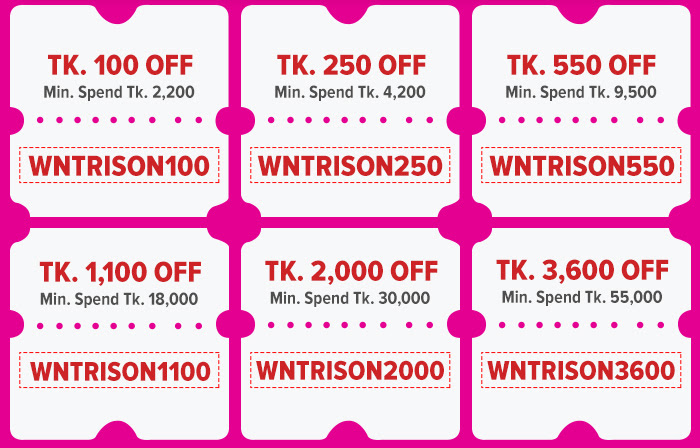 TK. 100 OFF
Min. Spend Tk. 2,200
WNTRISON100
TK. 250 OFF
Min. Spend Tk. 4,200
WNTRISON250
TK. 550 OFF
Min. Spend Tk. 9,500
WNTRISON550
TK. 1,100 OFF
Min. Spend Tk. 18,000
WNTRISON1100
TK. 2,000 OFF
Min. Spend Tk. 30,000
WNTRISON2000
TK. 3,600 OFF
Min. Spend Tk. 55,000
WNTRISON3600